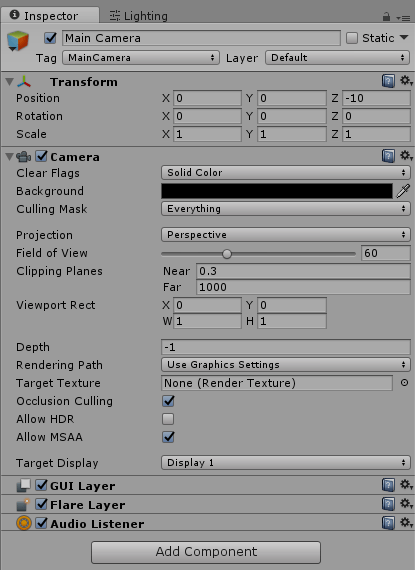 Inspector Lighting
Main Camera Static
Tag MainCamera Layer Default
Transform
Position X 0 Y 0 Z -10
Rotation X 0 Y 0 Z 0
Scale X 1 Y 1 Z 1
Camera
Clear Flags Solid Color
Background
Culling Mask Everything
Projection Perspective
Field of View 60
Clipping Planes Near 0.3
Far 1000
Viewport Rect X 0 Y 0
W 1 H 1
Depth -1
Rendering Path Use Graphics Settings
Target Texture None (Render Texture)
Occlusion Culling
Allow HDR
Allow MSAA
Target Display Display 1
GUI Layer
Flare Layer
Audio Listener
Add Component